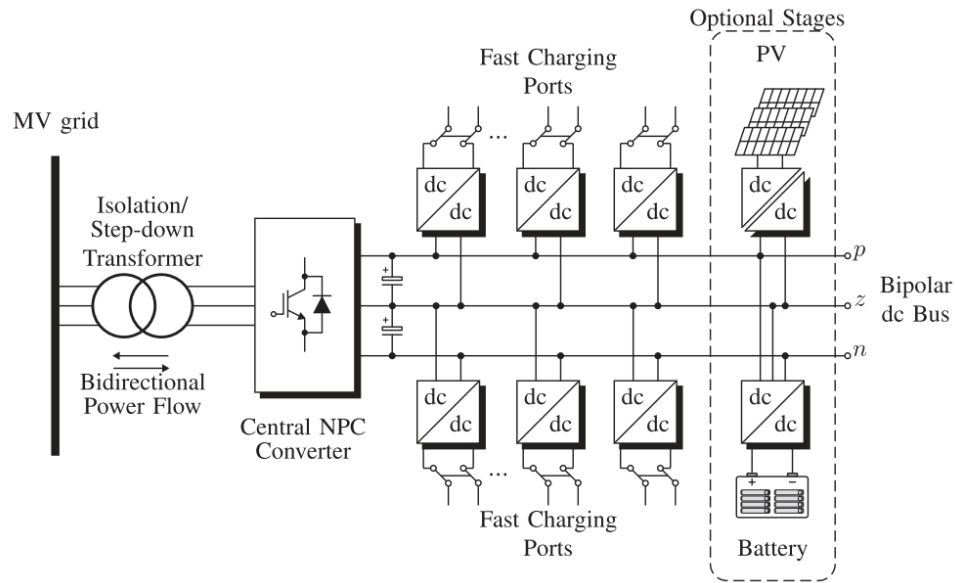 Optional Stages
PV
Fast Charging
Ports
MV grid
...
dc
dc
dc
dc
dc
dc
dc
dc
Isolation/
Step-down
Transformer
+
p
z
Bipolar
dc Bus
+
n
Bidirectional
Power Flow
Central NPC
Converter
dc
dc
dc
dc
dc
dc
dc
dc
...
+ −
Fast Charging
Ports
Battery